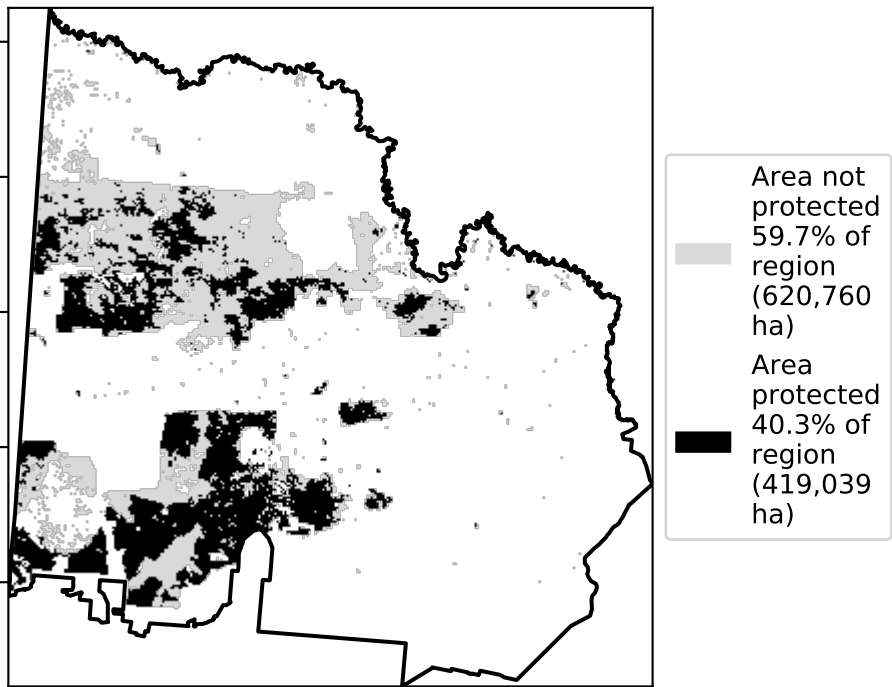 Area not
protected
59.7% of
region
(620,760
ha)
Area
protected
40.3% of
region
(419,039
ha)